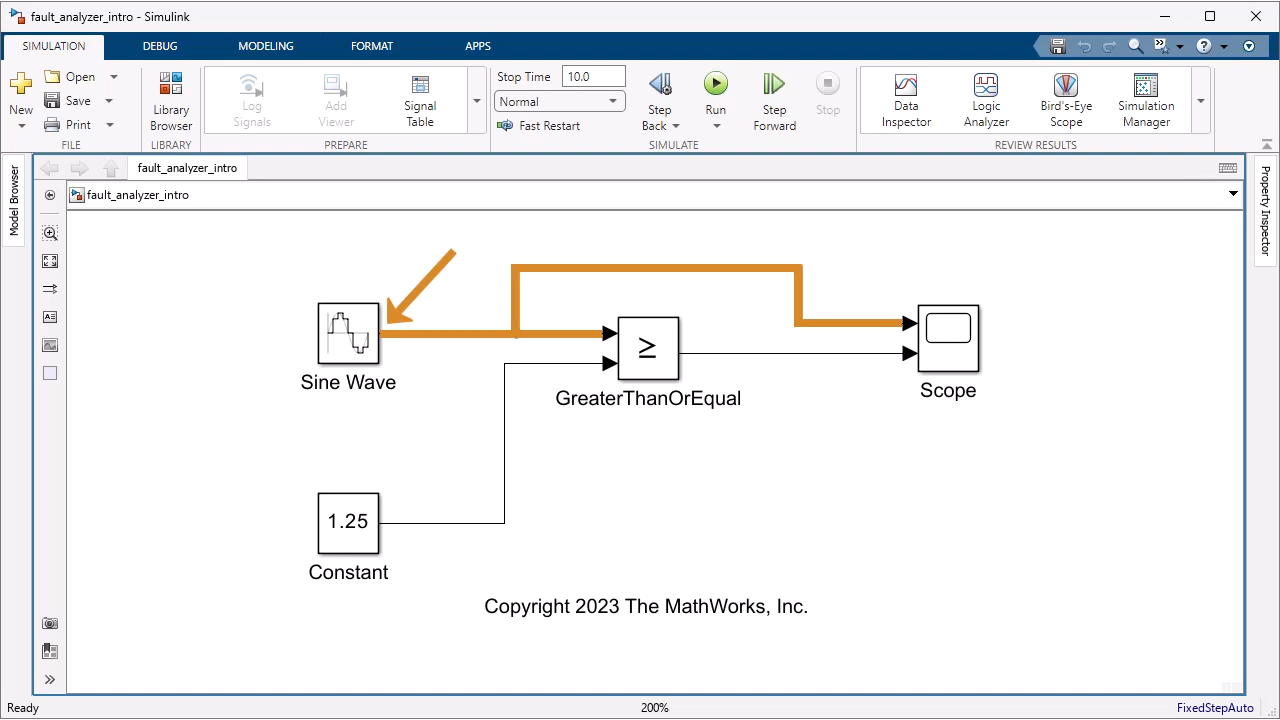 fault_analyzer_intro - Simulink
SIMULATION DEBUG MODELING FORMAT APPS
New
Open
Save
Print
FILE
Library Browser
LIBRARY
Log Signals
Add Viewer
Signal Table
PREPARE
Stop Time 10.0
Normal
Fast Restart
Step Back
Run
Step Forward
Stop
SIMULATE
Data Inspector
Logic Analyzer
Bird's-Eye Scope
Simulation Manager
REVIEW RESULTS
Model Browser
fault_analyzer_intro
fault_analyzer_intro
Property Inspector
Sine Wave
≥
GreaterThanOrEqual
Scope
1.25
Constant
Copyright 2023 The MathWorks, Inc.
Ready
200%
FixedStepAuto